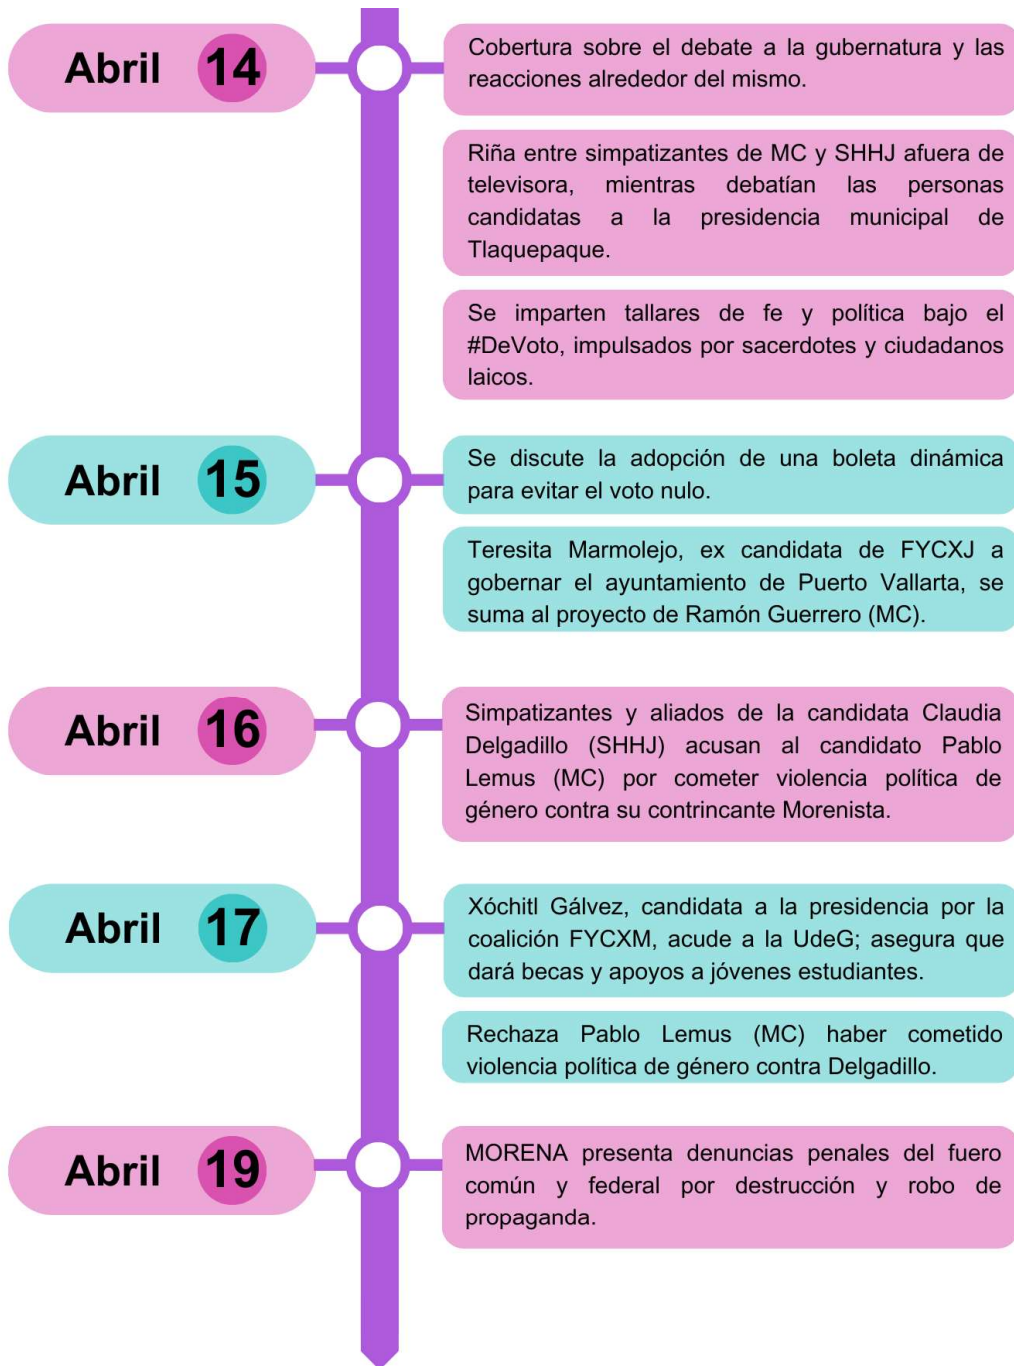 Abril 14
Cobertura sobre el debate a la gubernatura y las
reacciones alrededor del mismo.
Riña entre simpatizantes de MC y SHHJ afuera de
televisora, mientras debatían las personas
candidatas a la presidencia municipal de
Tlaquepaque.
Se imparten tallares de fe y política bajo el
#DeVoto, impulsados por sacerdotes y ciudadanos
laicos.
Abril 15
Se discute la adopción de una boleta dinámica
para evitar el voto nulo.
Teresita Marmolejo, ex candidata de FYCXJ a
gobernar el ayuntamiento de Puerto Vallarta, se
suma al proyecto de Ramón Guerrero (MC).
Abril 16
Simpatizantes y aliados de la candidata Claudia
Delgadillo (SHHJ) acusan al candidato Pablo
Lemus (MC) por cometer violencia política de
género contra su contrincante Morenista.
Abril 17
Xóchitl Gálvez, candidata a la presidencia por la
coalición FYCXM, acude a la UdeG; asegura que
dará becas y apoyos a jóvenes estudiantes.
Rechaza Pablo Lemus (MC) haber cometido
violencia política de género contra Delgadillo.
Abril 19
MORENA presenta denuncias penales del fuero
común y federal por destrucción y robo de
propaganda.